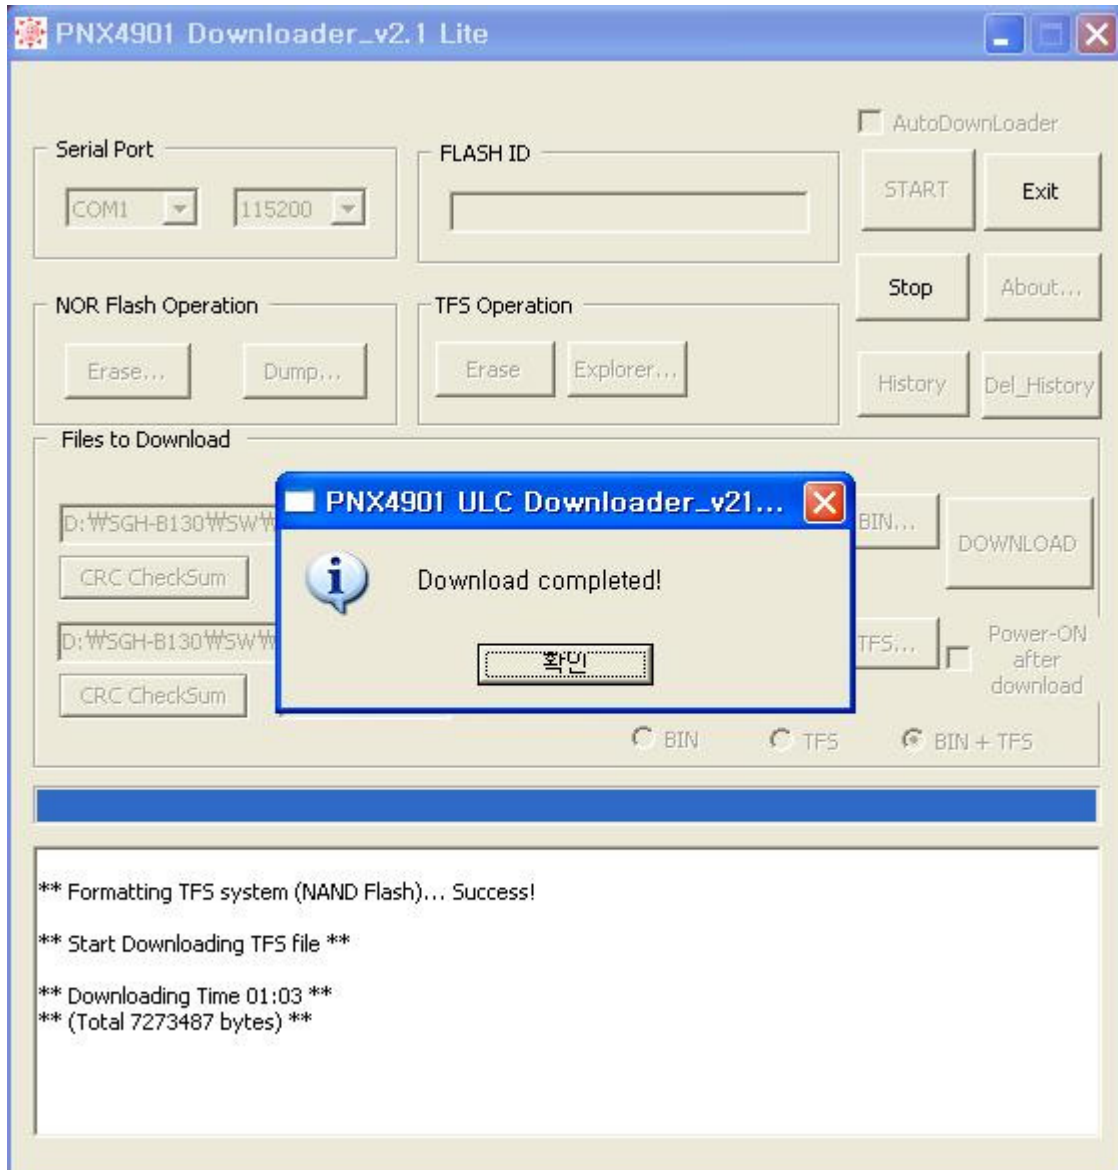 PNX4901 Downloader_v2.1 Lite
AutoDownLoader
Serial Port
FLASH ID
COM1
115200
START
Exit
Stop
About...
NOR Flash Operation
TFS Operation
Erase...
Dump...
Erase
Explorer...
History
Del_History
Files to Download
PNX4901 ULC Downloader_v21...
D:₩SGH-B130₩SW₩
BIN...
DOWNLOAD
CRC CheckSum
Download completed!
D:₩SGH-B130₩SW₩
확인
TFS...
Power-ON
after
download
CRC CheckSum
BIN
TFS
BIN + TFS
** Formatting TFS system (NAND Flash)... Success!
** Start Downloading TFS file **
** Downloading Time 01:03 **
** (Total 7273487 bytes) **